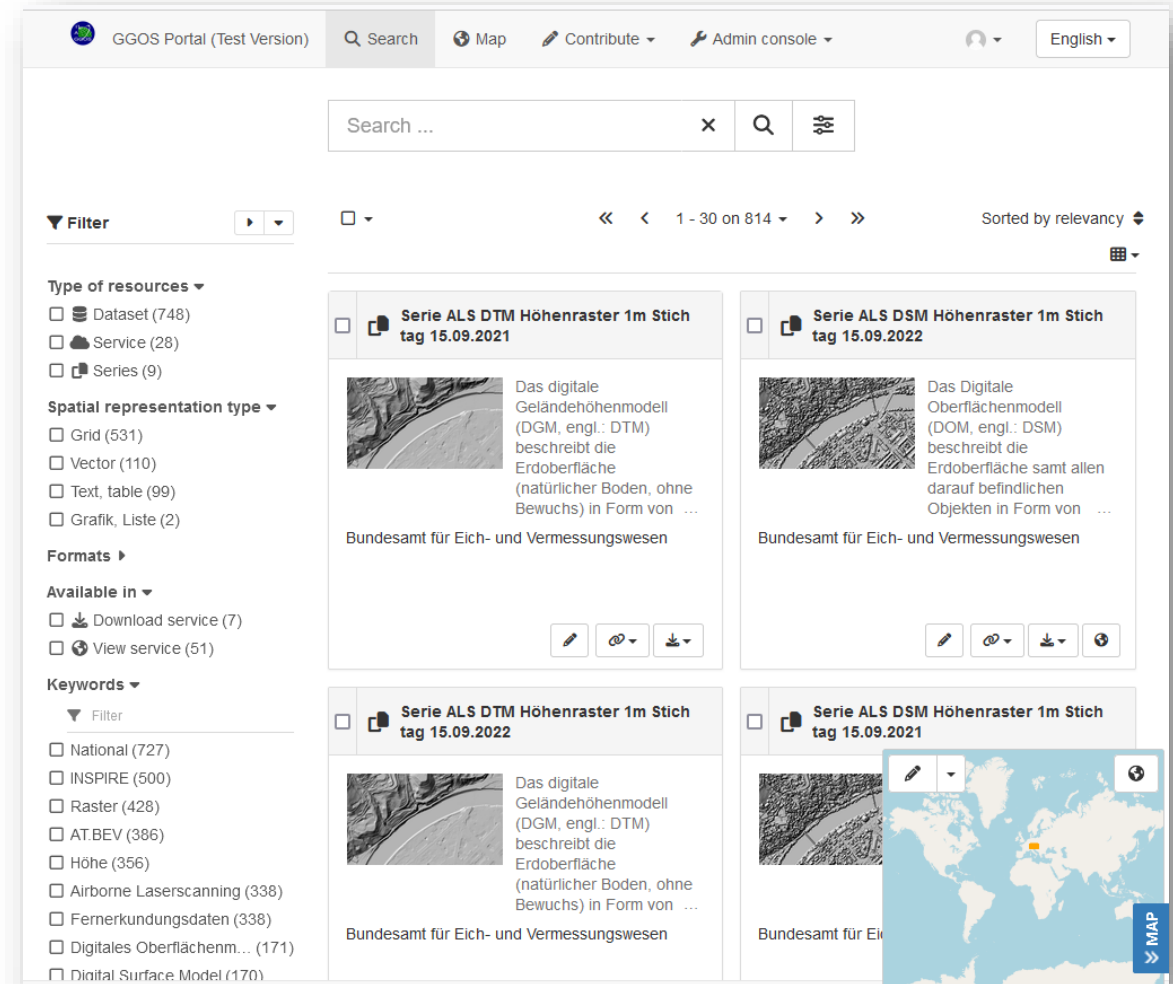 GGOS Portal (Test Version) Search Map Contribute Admin console English
Search ...
Filter
1 - 30 on 814
Sorted by relevancy
Type of resources
Dataset (748)
Service (28)
Series (9)
Spatial representation type
Grid (531)
Vector (110)
Text, table (99)
Grafik, Liste (2)
Formats
Available in
Download service (7)
View service (51)
Keywords
Filter
National (727)
INSPIRE (500)
Raster (428)
AT.BEV (386)
Höhe (356)
Airborne Laserscanning (338)
Fernerkundungsdaten (338)
Digitales Oberflächenm... (171)
Digital Surface Model (170)
Serie ALS DTM Höhenraster 1m Stich
tag 15.09.2021
Das digitale
Geländehöhenmodell
(DGM, engl.: DTM)
beschreibt die
Erdoberfläche
(natürlicher Boden, ohne
Bewuchs) in Form von ...
Bundesamt für Eich- und Vermessungswesen
Serie ALS DSM Höhenraster 1m Stich
tag 15.09.2022
Das Digitale
Oberflächenmodell
(DOM, engl.: DSM)
beschreibt die
Erdoberfläche samt allen
darauf befindlichen
Objekten in Form von ...
Bundesamt für Eich- und Vermessungswesen
Serie ALS DTM Höhenraster 1m Stich
tag 15.09.2022
Das digitale
Geländehöhenmodell
(DGM, engl.: DTM)
beschreibt die
Erdoberfläche
(natürlicher Boden, ohne
Bewuchs) in Form von ...
Bundesamt für Eich- und Vermessungswesen
Serie ALS DSM Höhenraster 1m Stich
tag 15.09.2021
Bundesamt für
MAP